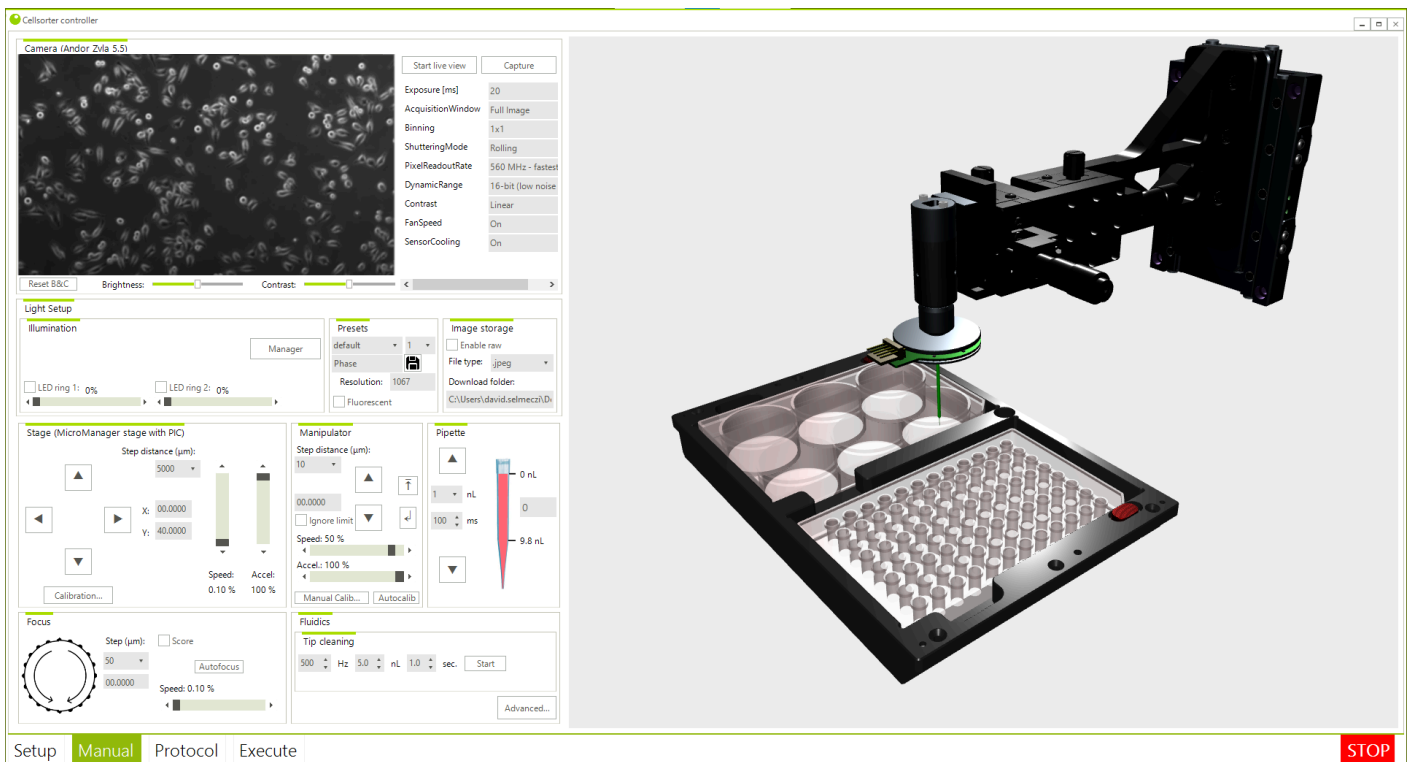 Cellsorter controller
Camera (Andor Zyla 5.5)
Start live view
Capture
Exposure [ms]
20
AcquisitionWindow
Full Image
Binning
1x1
ShutteringMode
Rolling
PixelReadoutRate
560 MHz - fastest
DynamicRange
16-bit (low noise
Contrast
Linear
FanSpeed
On
SensorCooling
On
Reset B&C
Brightness:
Contrast:
Light Setup
Illumination
Manager
LED ring 1: 0%
LED ring 2: 0%
Presets
default
1
Phase
Resolution: 1067
Fluorescent
Image storage
Enable raw
File type: .jpeg
Download folder:
C:\Users\david.selmeczi\D
Stage (MicroManager stage with PIC)
Step distance (µm):
5000
X: 00.0000
Y: 40.0000
Speed:
0.10 %
Accel:
100 %
Calibration...
Manipulator
Step distance (µm):
10
00.0000
Ignore limit
Speed: 50 %
Accel.: 100 %
Manual Calib...
Autocalib
Pipette
1 nL
100 ms
0 nL
0
9.8 nL
Focus
Step (µm):
50
00.0000
Score
Autofocus
Speed: 0.10 %
Fluidics
Tip cleaning
500 Hz 5.0 nL 1.0 sec. Start
Advanced...
Setup
Manual
Protocol
Execute
STOP